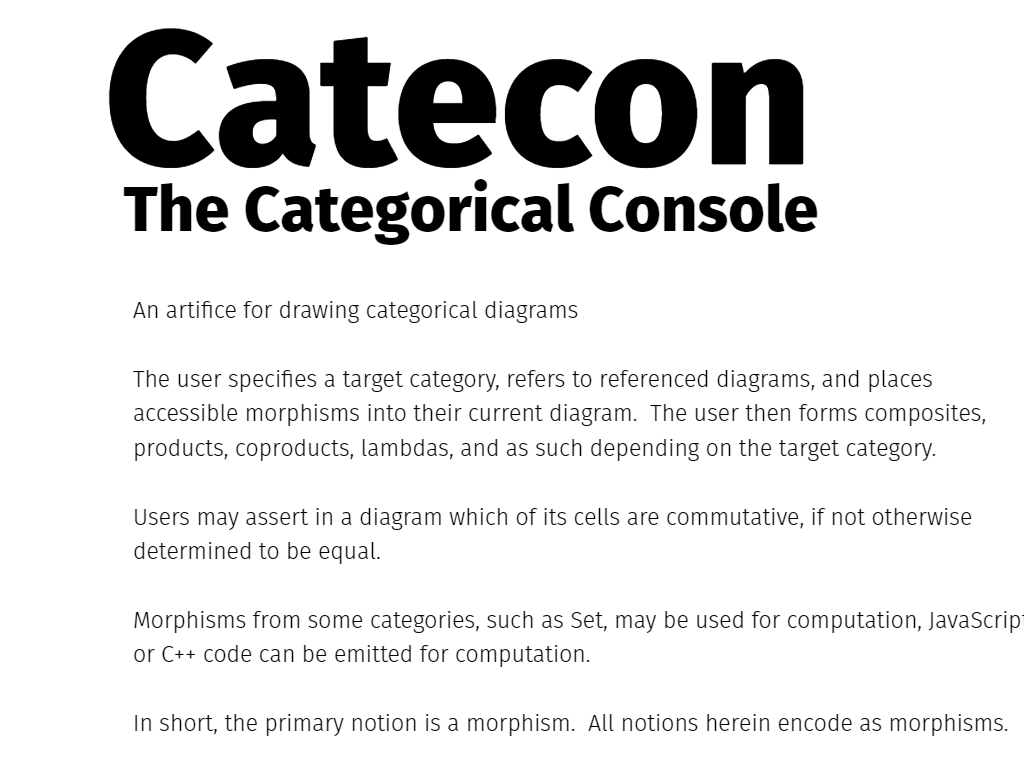 Catecon
The Categorical Console
An artifice for drawing categorical diagrams
The user specifies a target category, refers to referenced diagrams, and places
accessible morphisms into their current diagram.  The user then forms composites,
products, coproducts, lambdas, and as such depending on the target category.
Users may assert in a diagram which of its cells are commutative, if not otherwise
determined to be equal.
Morphisms from some categories, such as Set, may be used for computation, JavaScript
or C++ code can be emitted for computation.
In short, the primary notion is a morphism.  All notions herein encode as morphisms.